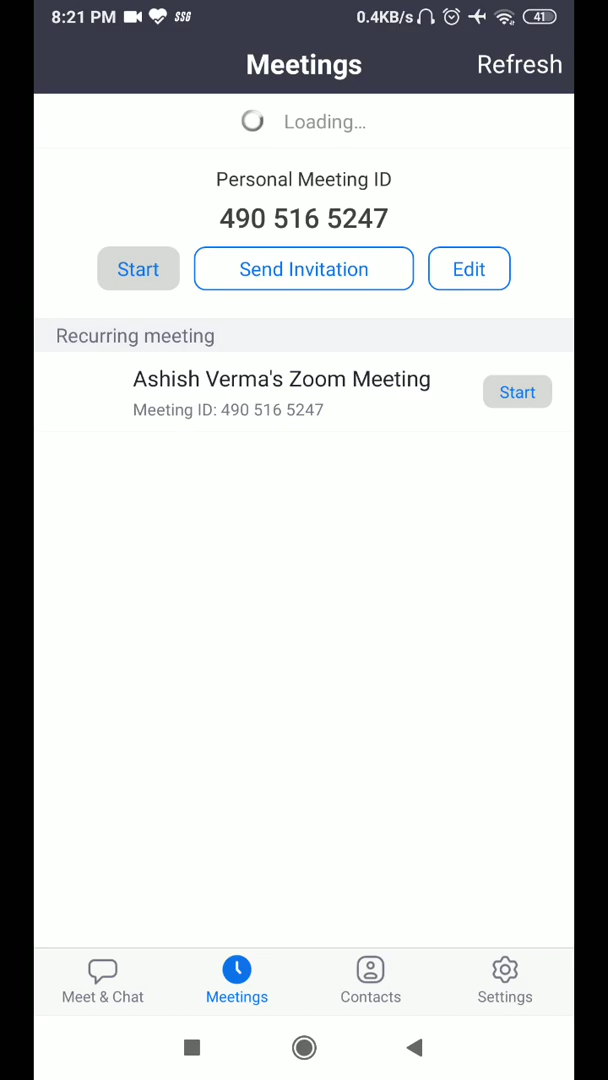 8:21 PM SSG 0.4KB/s 41
Meetings Refresh
Loading...
Personal Meeting ID
490 516 5247
Start Send Invitation Edit
Recurring meeting
Ashish Verma's Zoom Meeting
Start
Meeting ID: 490 516 5247
Meet & Chat Meetings Contacts Settings